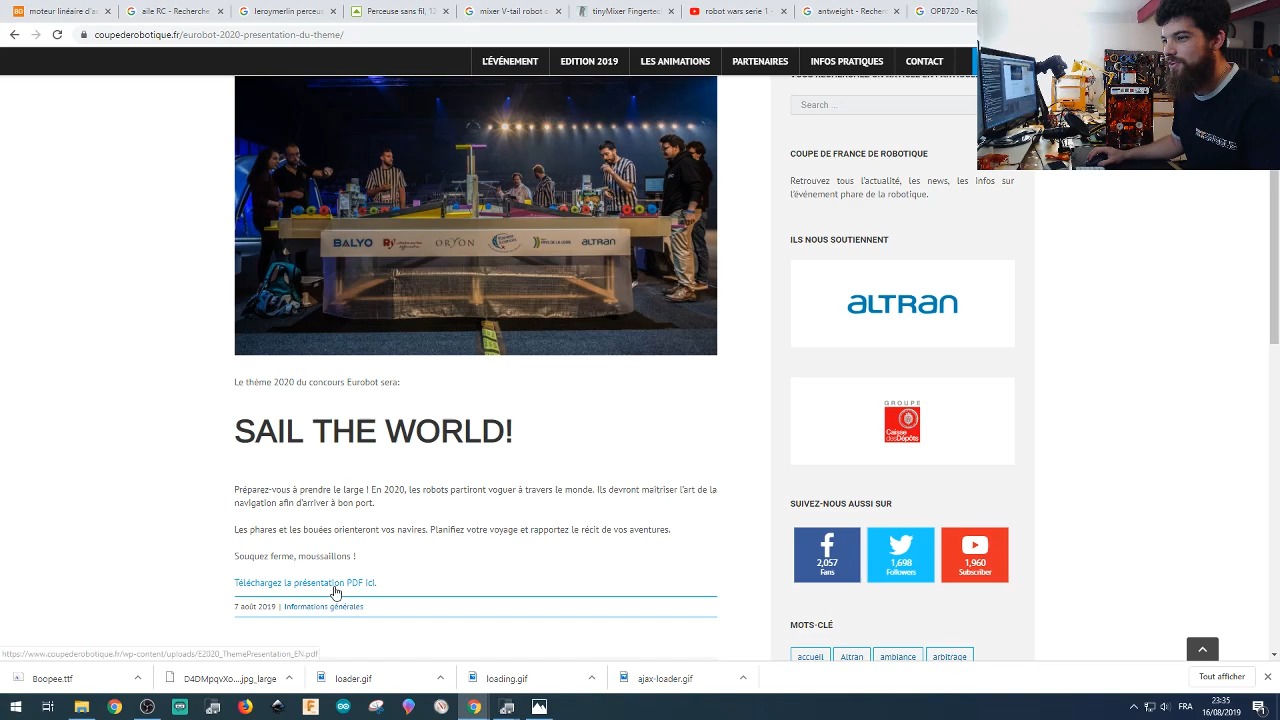 moteur linéaire d'a
aile RC - Recherche
leroymerlin perceus
Perceuse sans fil, 12
mixer V-tail robot c
tinyMixer Fingertech
robot wars serie 1 -
antweight - Recher
OPB720 - Rec
coupederobotique.fr/eurobot-2020-presentation-du-theme/
L'ÉVÉNEMENT EDITION 2019 LES ANIMATIONS PARTENAIRES INFOS PRATIQUES CONTACT
BALYO
ORYON
ALTRAN
Le thème 2020 du concours Eurobot sera:
SAIL THE WORLD!
Préparez-vous à prendre le large ! En 2020, les robots partiront voguer à travers le monde. Ils devront maîtriser l'art de la
navigation afin d'arriver à bon port.
Les phares et les bouées orienteront vos navires. Planifiez votre voyage et rapportez le récit de vos aventures.
Souquez ferme, moussaillons !
Téléchargez la présentation PDF ici.
7 août 2019 | Informations générales
Search ...
COUPE DE FRANCE DE ROBOTIQUE
Retrouvez tous l'actualité, les news, les infos sur
l'événement phare de la robotique.
ILS NOUS SOUTIENNENT
ALTRAN
GROUPE
Caisse
des Dépôts
SUIVEZ-NOUS AUSSI SUR
2,057
Fans
1,698
Followers
1,960
Subscriber
MOTS-CLÉ
accueil Altran ambiance arbitrage
https://www.coupederobotique.fr/wp-content/uploads/E2020_ThemePresentation_EN.pdf
Boopee.ttf
D4DMpqvXo....jpg_large
loader.gif
loading.gif
ajax-loader.gif
Tout afficher
FRA
23:35
16/08/2019